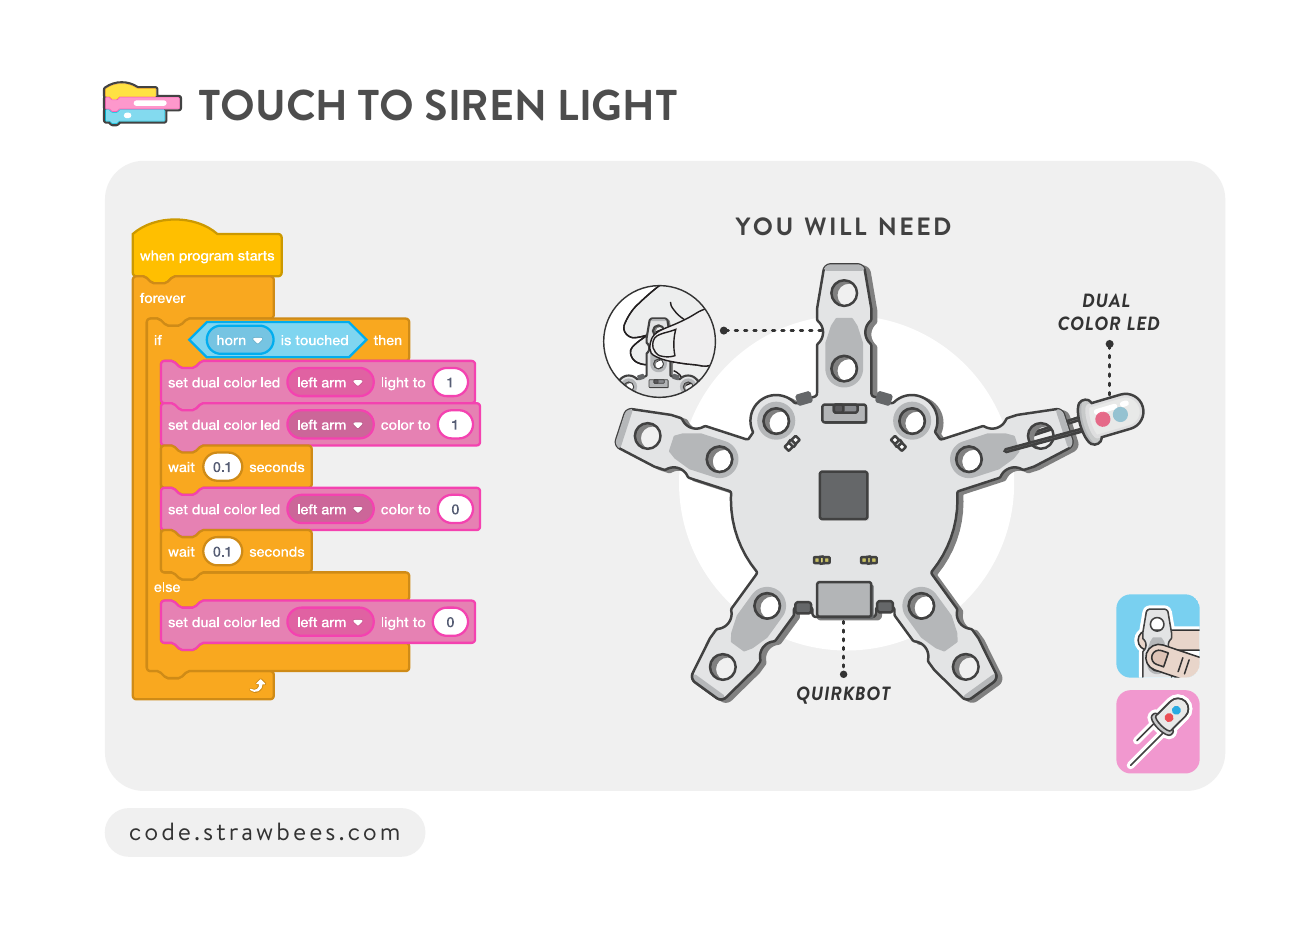 TOUCH TO SIREN LIGHT
when program starts
forever
if horn is touched then
set dual color led left arm light to 1
set dual color led left arm color to 1
wait 0.1 seconds
set dual color led left arm color to 0
wait 0.1 seconds
else
set dual color led left arm light to 0
YOU WILL NEED
DUAL
COLOR LED
QUIRKBOT
code.strawbees.com